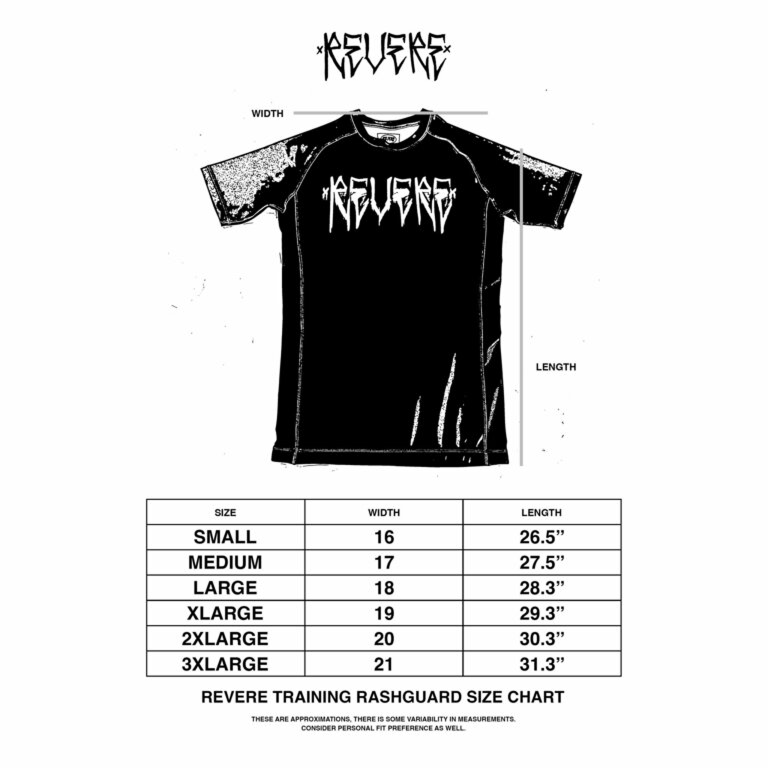 ×REVERE×
WIDTH
×REVERE×
LENGTH
SIZE WIDTH LENGTH
SMALL 16 26.5”
MEDIUM 17 27.5”
LARGE 18 28.3”
XLARGE 19 29.3”
2XLARGE 20 30.3”
3XLARGE 21 31.3”
REVERE TRAINING RASHGUARD SIZE CHART
THESE ARE APPROXIMATIONS, THERE IS SOME VARIABILITY IN MEASUREMENTS.
CONSIDER PERSONAL FIT PREFERENCE AS WELL.